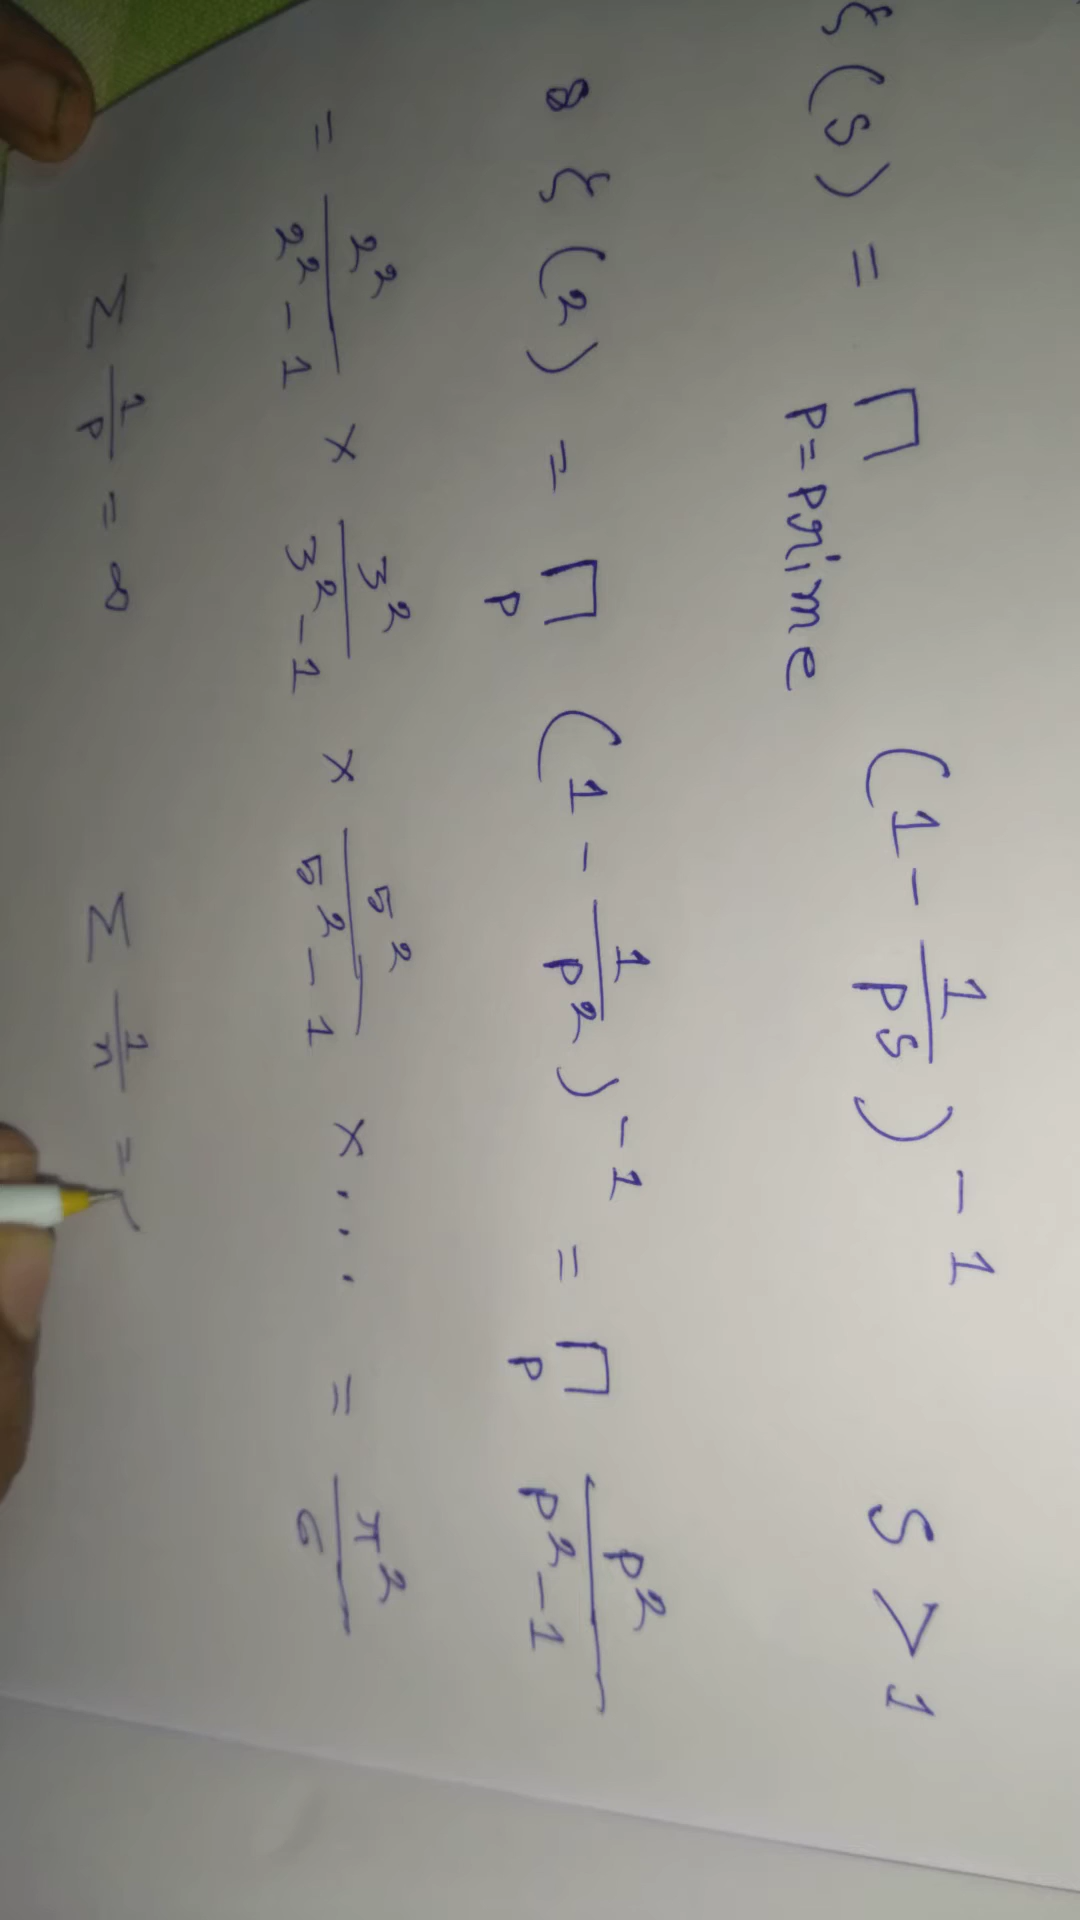 ξ(s) = ∏_{p=prime} (1 - 1/p^s)^{-1} s > 1
8 ξ(2) = ∏_p (1 - 1/p^2)^{-1} = ∏_p p^2/(p^2 - 1)
= 2^2/(2^2 - 1) × 3^2/(3^2 - 1) × 5^2/(5^2 - 1) × ... = π^2/6
Σ 1/p = ∞ Σ 1/n =